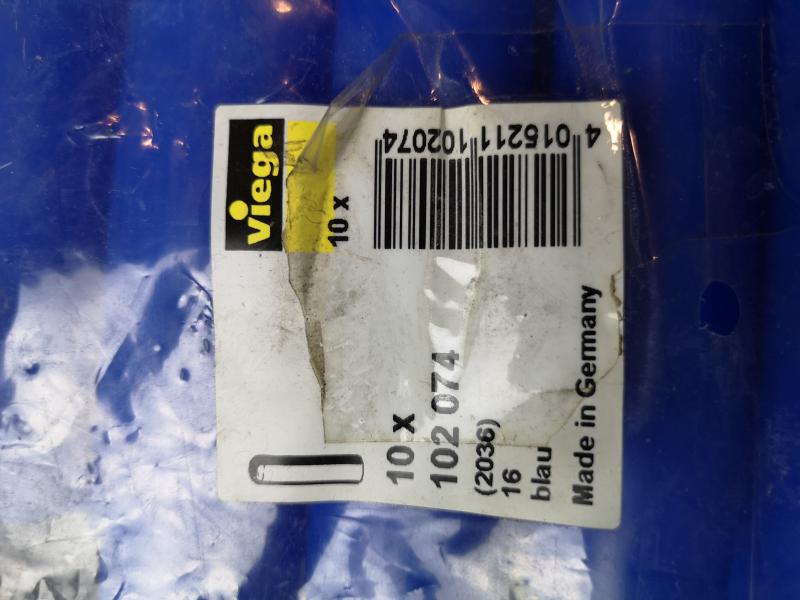 viega
10 x
4 015211 102074
10 x
102 074
(2036)
16
blau
Made in Germany